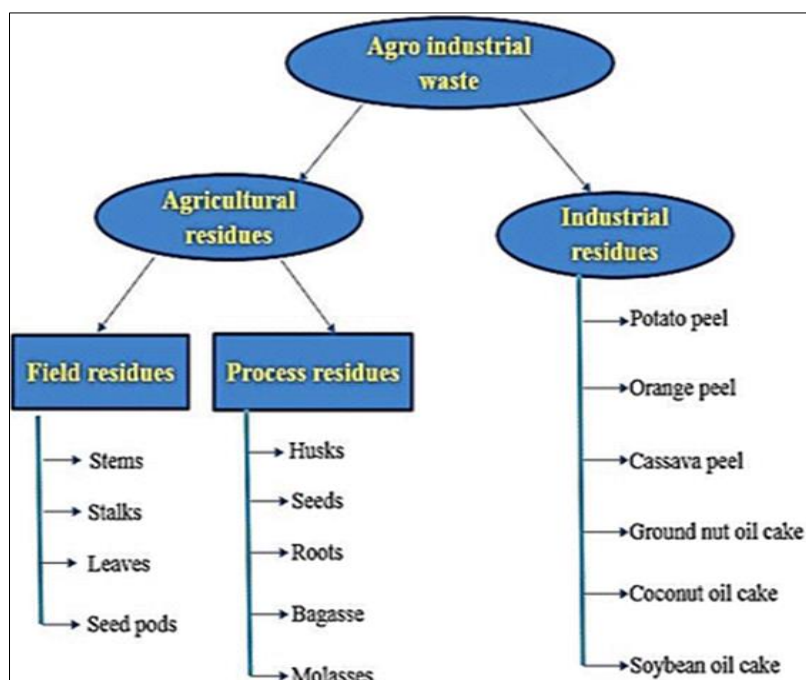 Agro industrial
waste
Agricultural
residues
Industrial
residues
Field residues
Process residues
Stems
Stalks
Leaves
Seed pods
Husks
Seeds
Roots
Bagasse
Molasses
Potato peel
Orange peel
Cassava peel
Ground nut oil cake
Coconut oil cake
Soybean oil cake